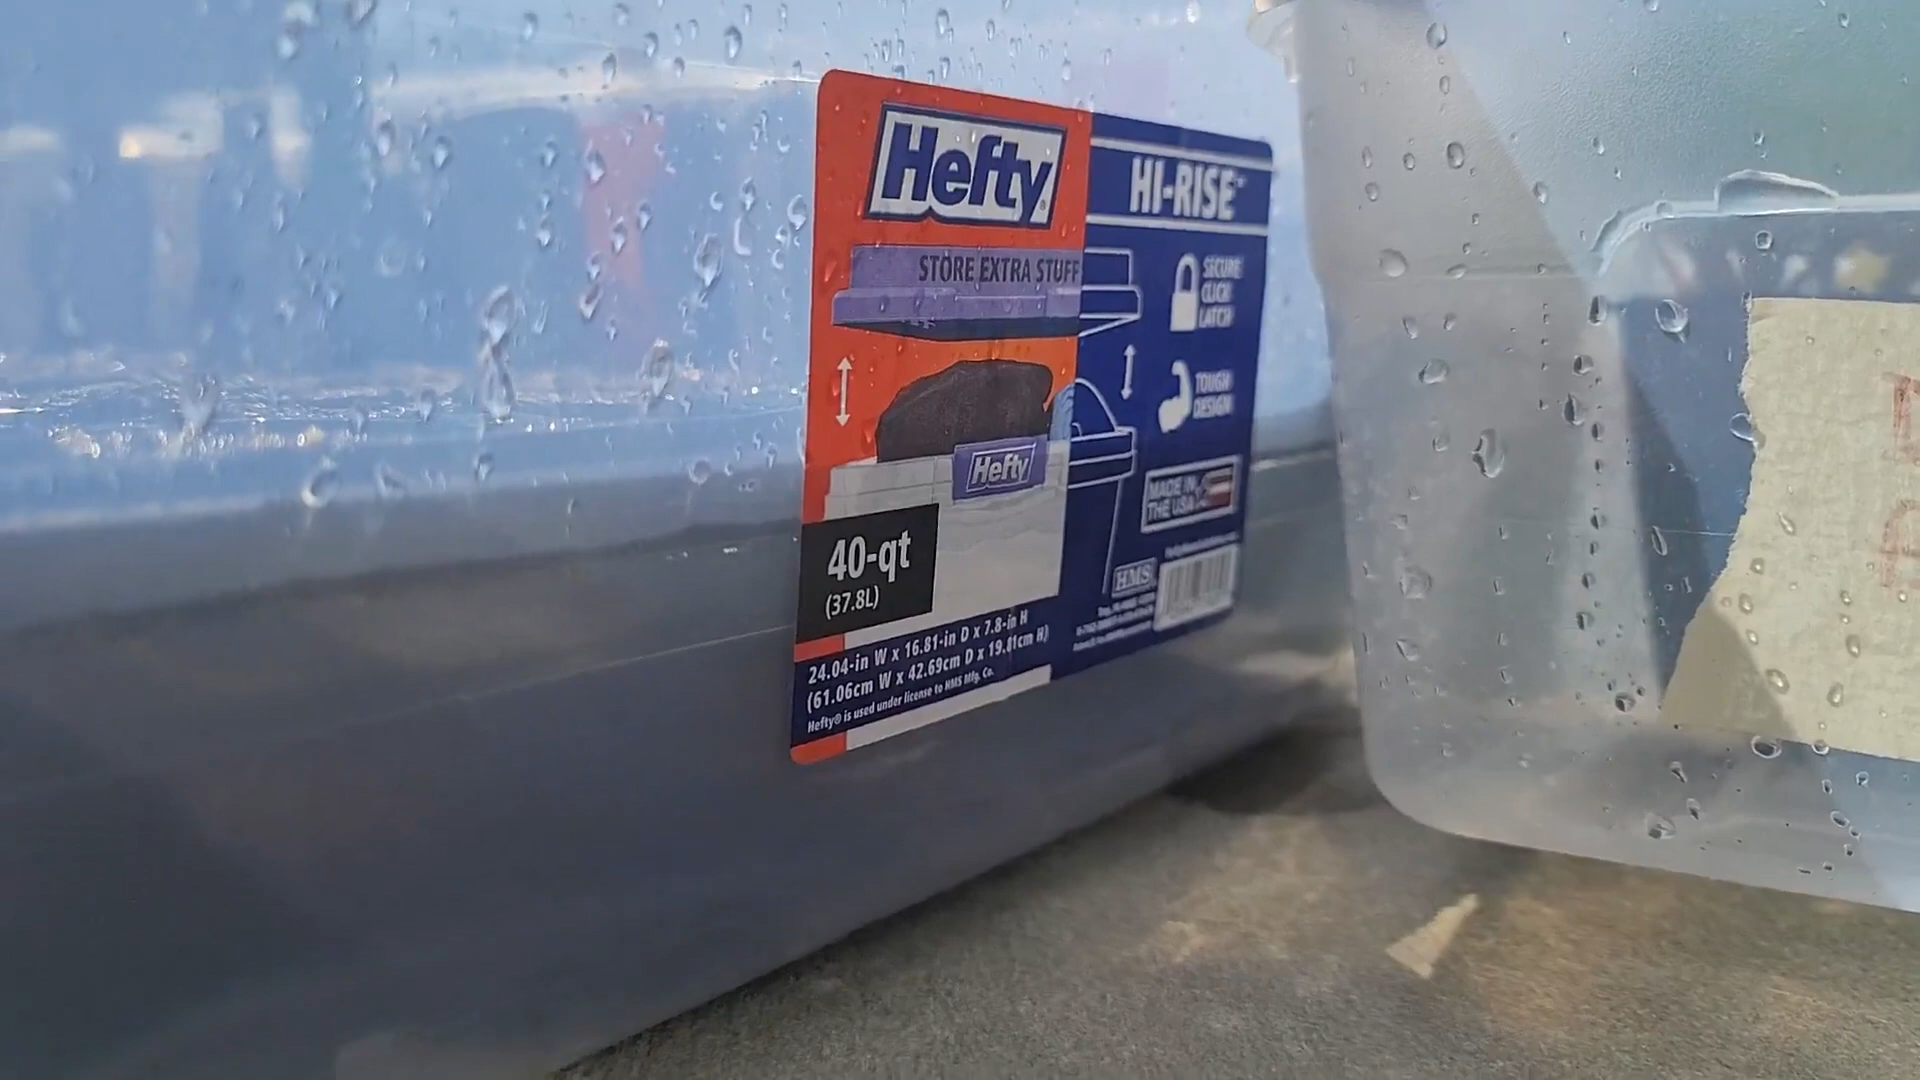 Hefty
STORE EXTRA STUFF
Hefty
40-qt
(37.8L)
24.04-in W x 16.81-in D x 7.8-in H
(61.06cm W x 42.69cm D x 19.81cm H)
Hefty® is used under license to HMS Mfg. Co.
HI-RISE™
SECURE
CLICK
LATCH
TOUGH
DESIGN
MADE IN
THE USA
HMS